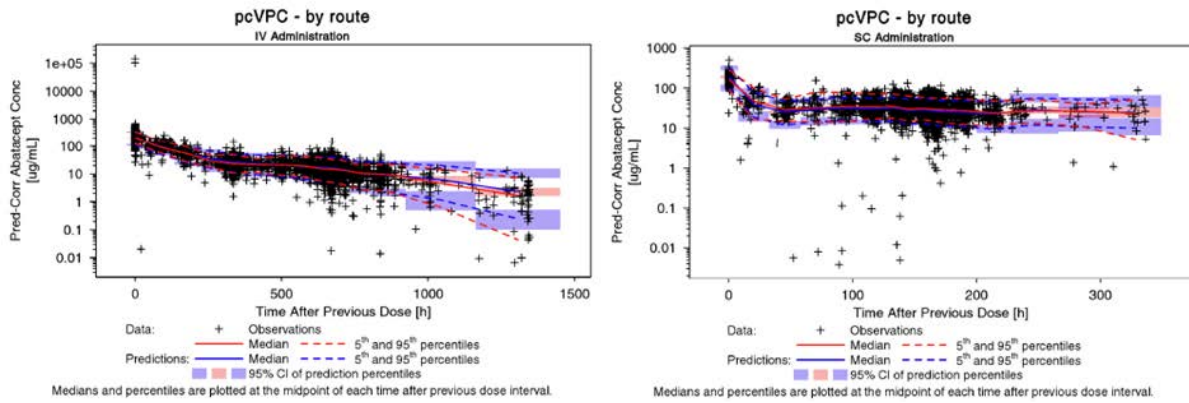 pcVPC - by route
IV Administration
Pred-Corr Abatacept Conc
[ug/mL]
1e+05
10000
1000
100
10
1
0.1
0.01
0
500
1000
1500
Time After Previous Dose [h]
Data: + Observations
Median 5th and 95th percentiles
Predictions: Median 5th and 95th percentiles
95% CI of prediction percentiles
Medians and percentiles are plotted at the midpoint of each time after previous dose interval.
pcVPC - by route
SC Administration
Pred-Corr Abatacept Conc
[ug/mL]
1000
100
10
1
0.1
0.01
0
100
200
300
Time After Previous Dose [h]
Data: + Observations
Median 5th and 95th percentiles
Predictions: Median 5th and 95th percentiles
95% CI of prediction percentiles
Medians and percentiles are plotted at the midpoint of each time after previous dose interval.